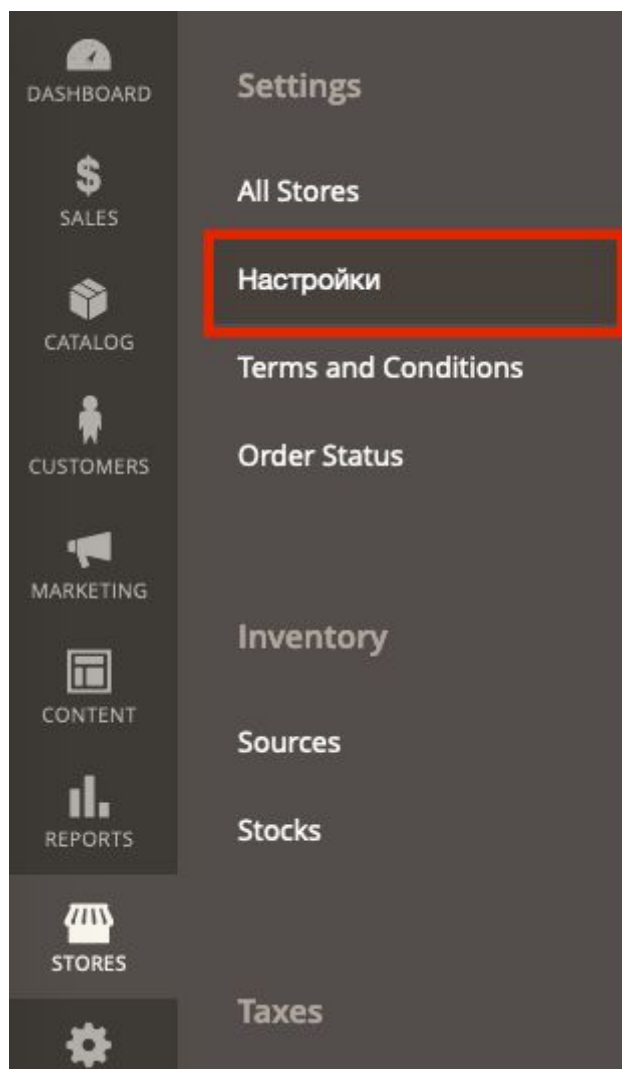 DASHBOARD
SALES
CATALOG
CUSTOMERS
MARKETING
CONTENT
REPORTS
STORES
Settings
All Stores
Настройки
Terms and Conditions
Order Status
Inventory
Sources
Stocks
Taxes